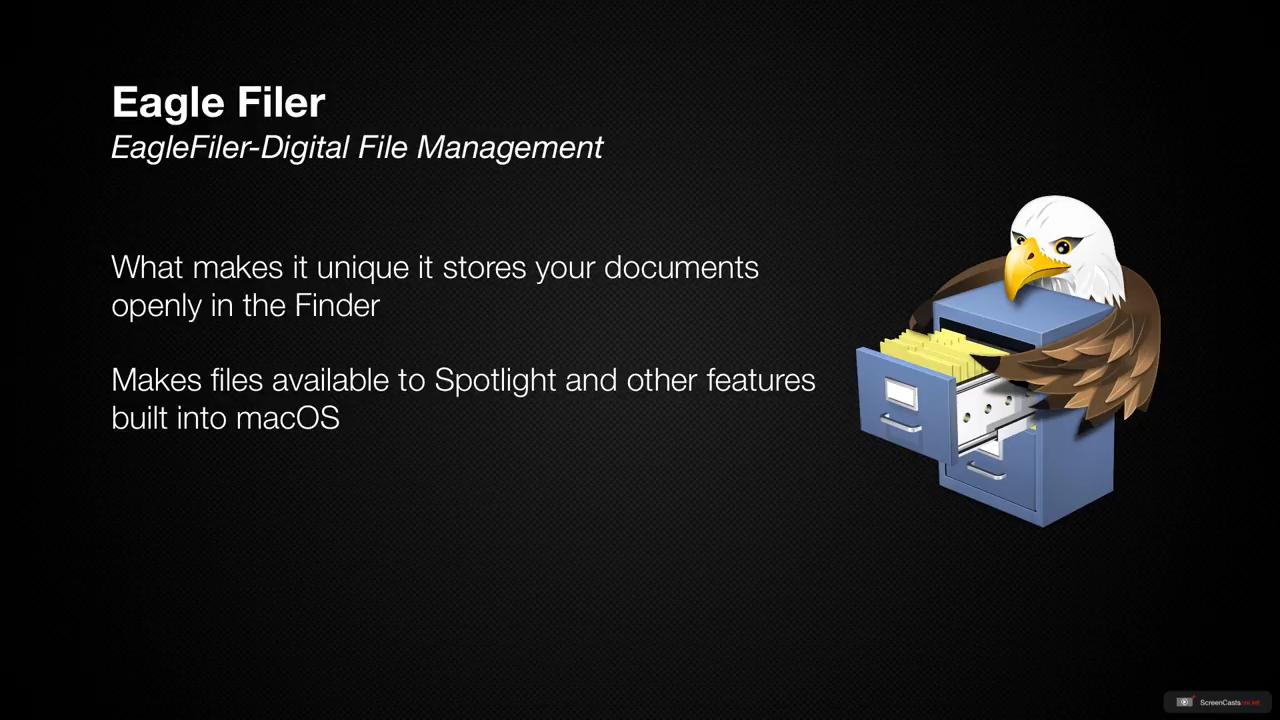 Eagle Filer
EagleFiler-Digital File Management
What makes it unique it stores your documents
openly in the Finder
Makes files available to Spotlight and other features
built into macOS
ScreenCastsONLINE